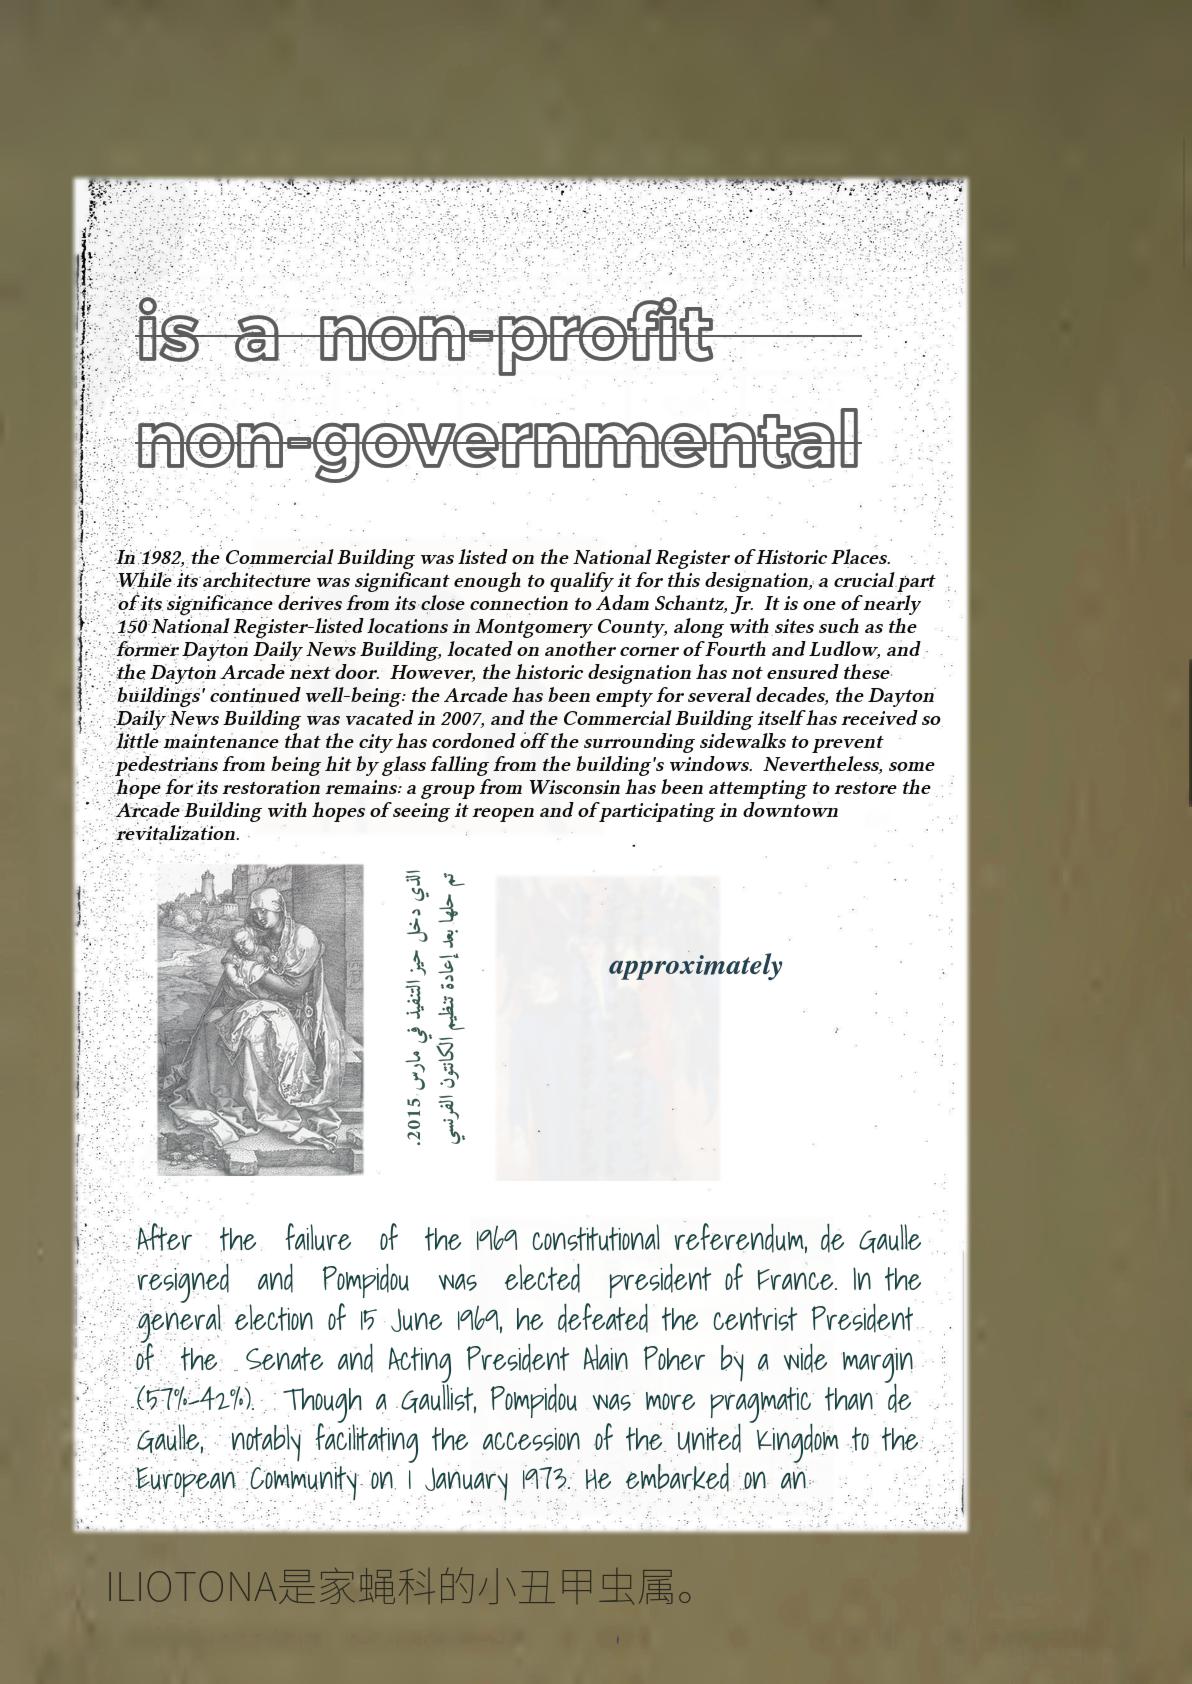 is a non-profit
non-governmental
In 1982, the Commercial Building was listed on the National Register of Historic Places.
While its architecture was significant enough to qualify it for this designation, a crucial part
of its significance derives from its close connection to Adam Schantz, Jr.  It is one of nearly
150 National Register-listed locations in Montgomery County, along with sites such as the
former Dayton Daily News Building, located on another corner of Fourth and Ludlow, and
the Dayton Arcade next door.  However, the historic designation has not ensured these
buildings' continued well-being: the Arcade has been empty for several decades, the Dayton
Daily News Building was vacated in 2007, and the Commercial Building itself has received so
little maintenance that the city has cordoned off the surrounding sidewalks to prevent
pedestrians from being hit by glass falling from the building's windows.  Nevertheless, some
hope for its restoration remains: a group from Wisconsin has been attempting to restore the
Arcade Building with hopes of seeing it reopen and of participating in downtown
revitalization.
تم حلها بعد إعادة تنظيم الكانتون الفرنسي
الذي دخل حيز التنفيذ في مارس 2015.
approximately
After the failure of the 1969 constitutional referendum, de Gaulle
resigned and Pompidou was elected president of France. In the
general election of 15 June 1969, he defeated the centrist President
of the Senate and Acting President Alain Poher by a wide margin
(57%–42%). Though a Gaullist, Pompidou was more pragmatic than de
Gaulle, notably facilitating the accession of the United Kingdom to the
European Community on 1 January 1973. He embarked on an
ILIOTONA是家蝇科的小丑甲虫属。